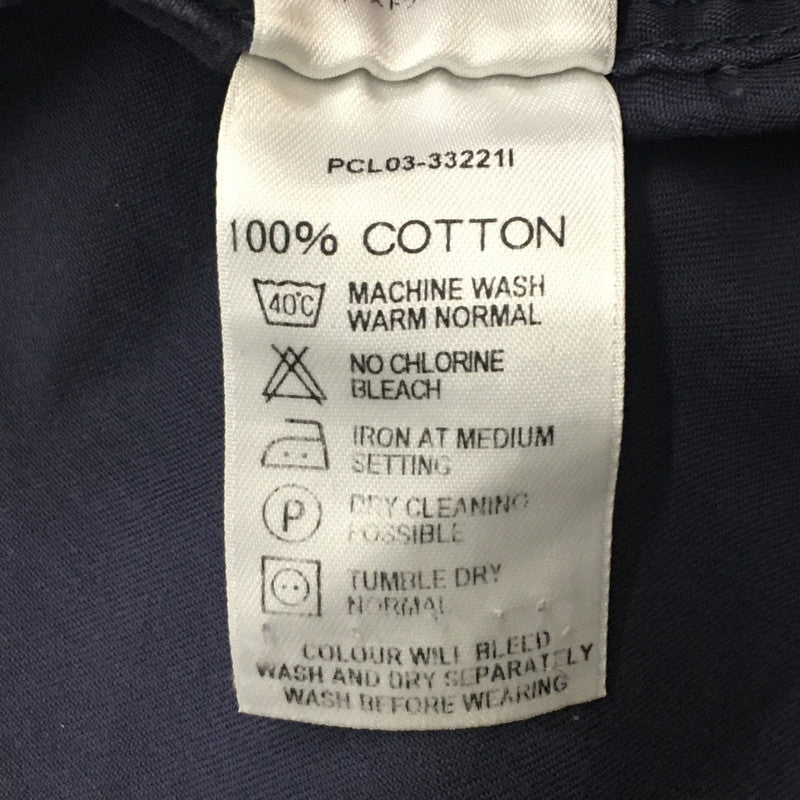 PCL03-33221I
100% COTTON
40°C MACHINE WASH
WARM NORMAL
NO CHLORINE
BLEACH
IRON AT MEDIUM
SETTING
P DRY CLEANING
POSSIBLE
TUMBLE DRY
NORMAL
COLOUR WILL BLEED
WASH AND DRY SEPARATELY
WASH BEFORE WEARING